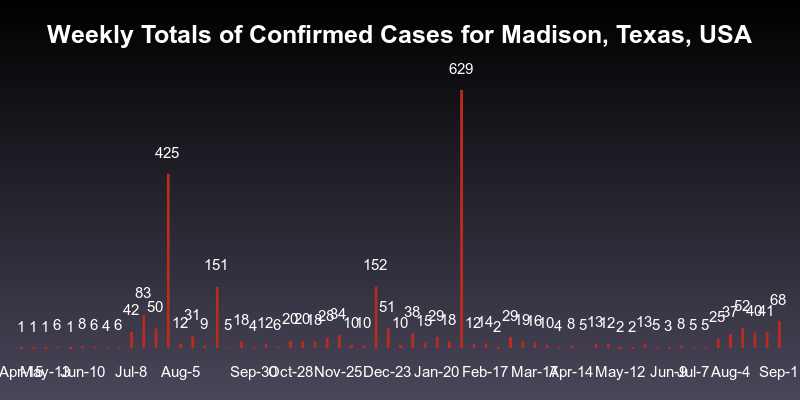 Weekly Totals of Confirmed Cases for Madison, Texas, USA
629
425
151
152
1 1 1 6 1 8 6 4 6 42 83 50 12 31 9 5 18 4 12 6 20 20 18 28 34 10 10 51 10 38 15 29 18 12 14 2 29 19 16 10 4 8 5 13 12 2 2 13 5 3 8 5 5 25 37 52 40 41 68
Apr-15 May-13 Jun-10 Jul-8 Aug-5 Sep-30 Oct-28 Nov-25 Dec-23 Jan-20 Feb-17 Mar-17 Apr-14 May-12 Jun-9 Jul-7 Aug-4 Sep-1